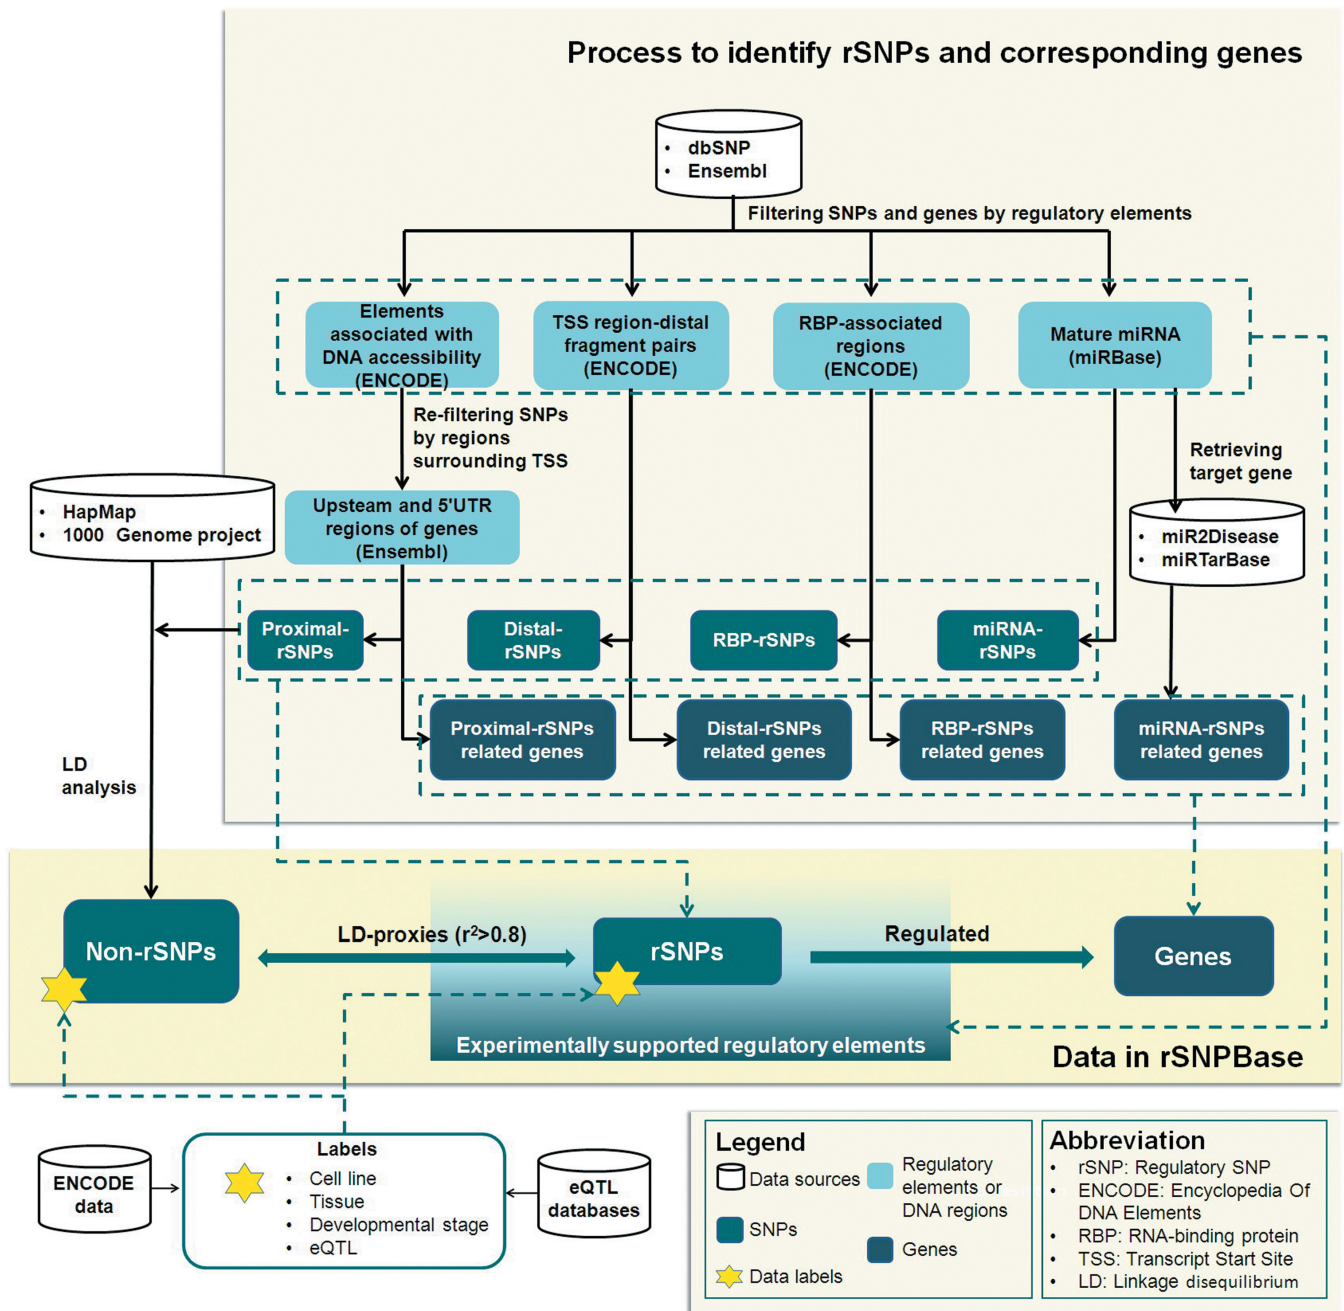 Process to identify rSNPs and corresponding genes
• dbSNP
• Ensembl
Filtering SNPs and genes by regulatory elements
Elements
associated with
DNA accessibility
(ENCODE)
TSS region-distal
fragment pairs
(ENCODE)
RBP-associated
regions
(ENCODE)
Mature miRNA
(miRBase)
Re-filtering SNPs
by regions
surrounding TSS
Retrieving
target gene
• HapMap
• 1000 Genome project
Upsteam and 5'UTR
regions of genes
(Ensembl)
• miR2Disease
• miRTarBase
Proximal-
rSNPs
Distal-
rSNPs
RBP-rSNPs
miRNA-
rSNPs
Proximal-rSNPs
related genes
Distal-rSNPs
related genes
RBP-rSNPs
related genes
miRNA-rSNPs
related genes
LD
analysis
Non-rSNPs
LD-proxies (r²>0.8)
rSNPs
Regulated
Genes
Experimentally supported regulatory elements
Data in rSNPBase
ENCODE
data
Labels
• Cell line
• Tissue
• Developmental stage
• eQTL
eQTL
databases
Legend
Data sources
Regulatory
elements or
DNA regions
SNPs
Genes
Data labels
Abbreviation
• rSNP: Regulatory SNP
• ENCODE: Encyclopedia Of
DNA Elements
• RBP: RNA-binding protein
• TSS: Transcript Start Site
• LD: Linkage disequilibrium